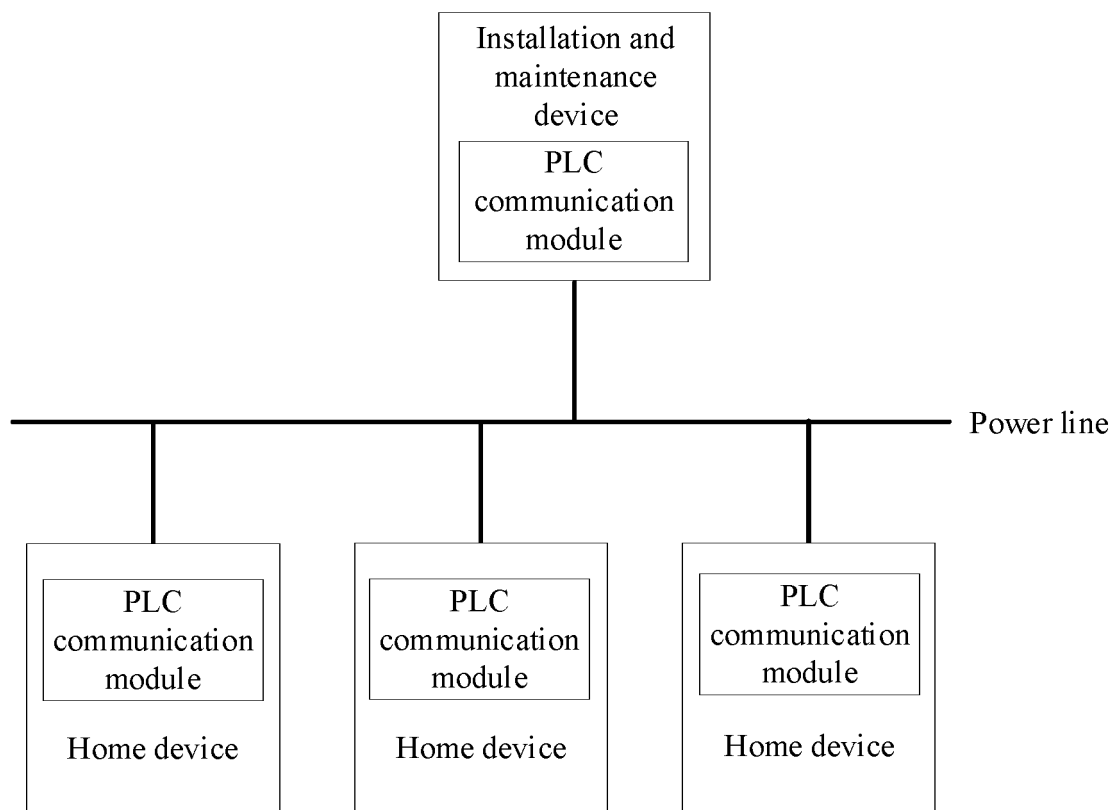 Installation and
maintenance
device
PLC
communication
module
Power line
PLC
communication
module
Home device
PLC
communication
module
Home device
PLC
communication
module
Home device